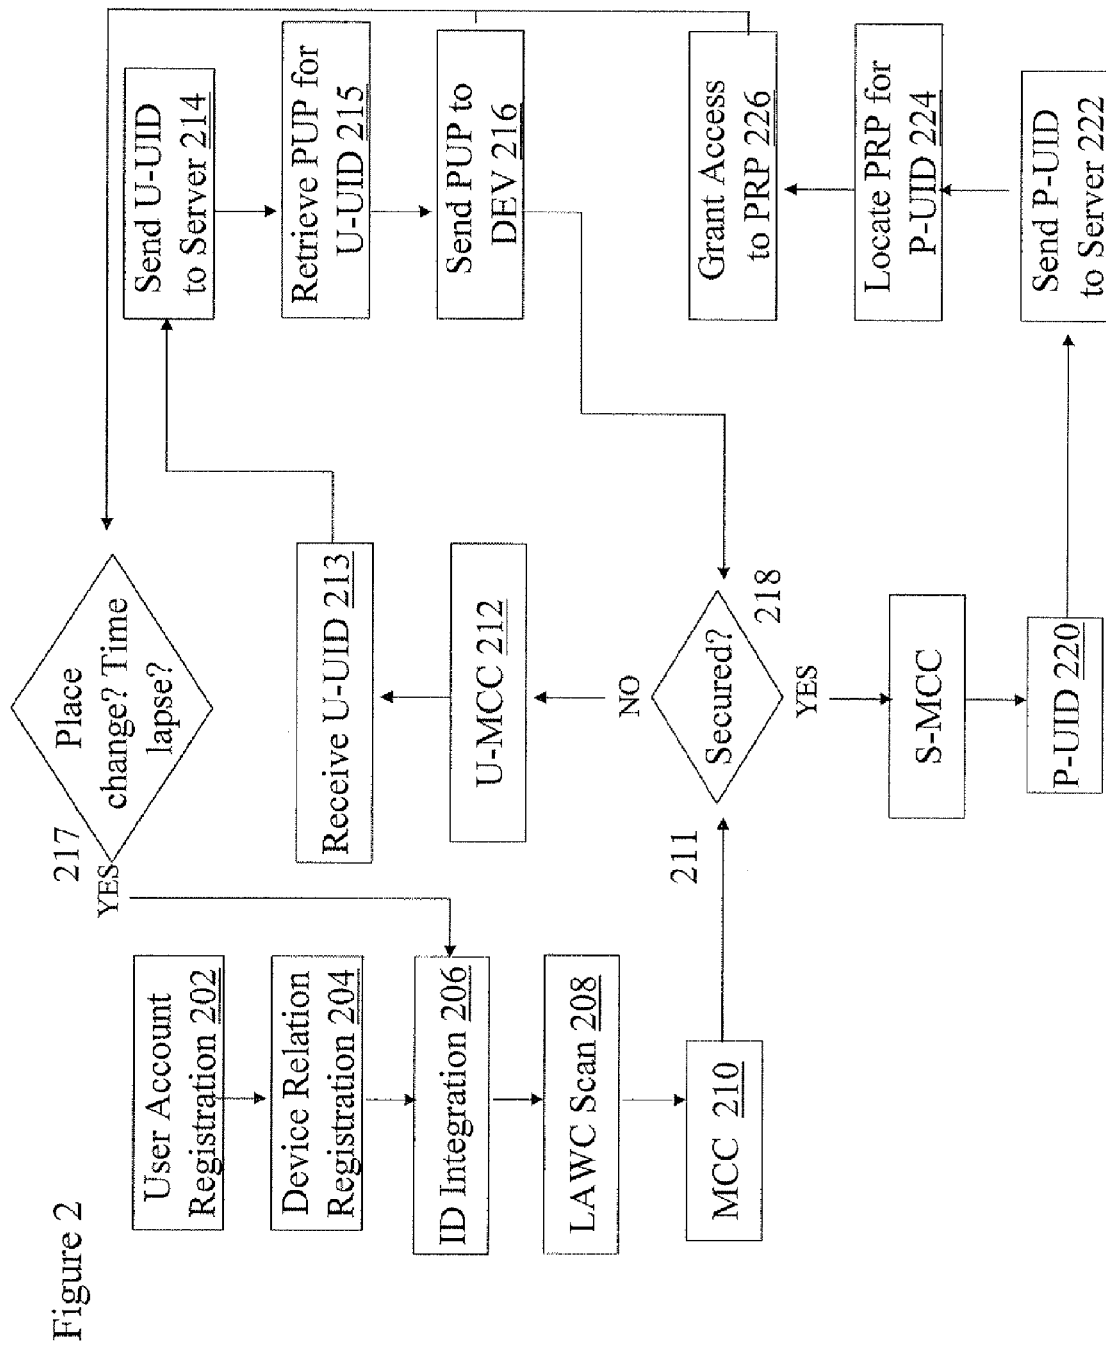 Figure 2
User Account
Registration 202
Device Relation
Registration 204
ID Integration 206
LAWC Scan 208
MCC 210
217
YES
Place
change? Time
lapse?
Receive U-UID 213
U-MCC 212
NO
211
Secured?
218
YES
S-MCC
P-UID 220
Send U-UID
to Server 214
Retrieve PUP for
U-UID 215
Send PUP to
DEV 216
Grant Access
to PRP 226
Locate PRP for
P-UID 224
Send P-UID
to Server 222